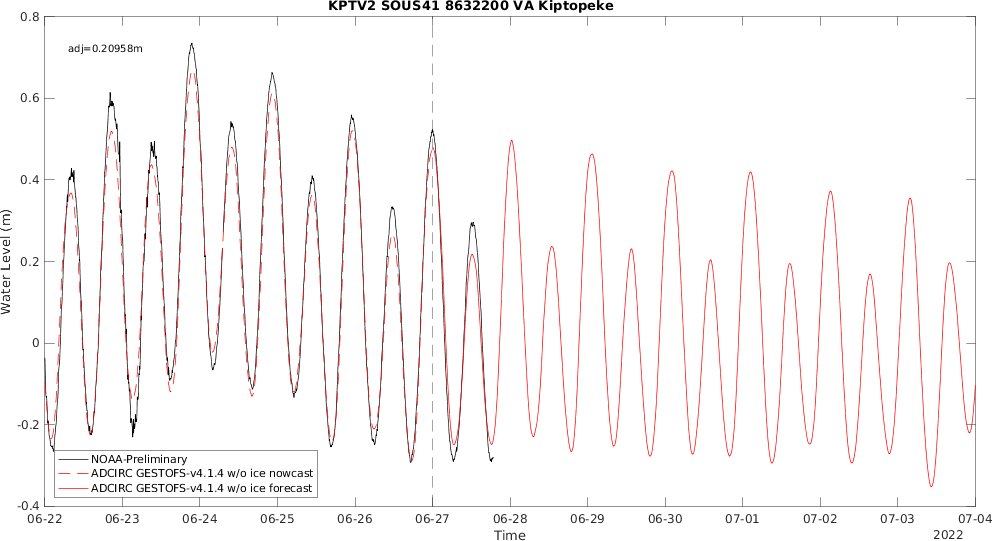 KPTV2 SOUS41 8632200 VA Kiptopeke
adj=0.20958m
Water Level (m)
0.8
0.6
0.4
0.2
0
-0.2
-0.4
NOAA-Preliminary
ADCIRC GESTOFS-v4.1.4 w/o ice nowcast
ADCIRC GESTOFS-v4.1.4 w/o ice forecast
06-22 06-23 06-24 06-25 06-26 06-27 06-28 06-29 06-30 07-01 07-02 07-03 07-04
Time
2022